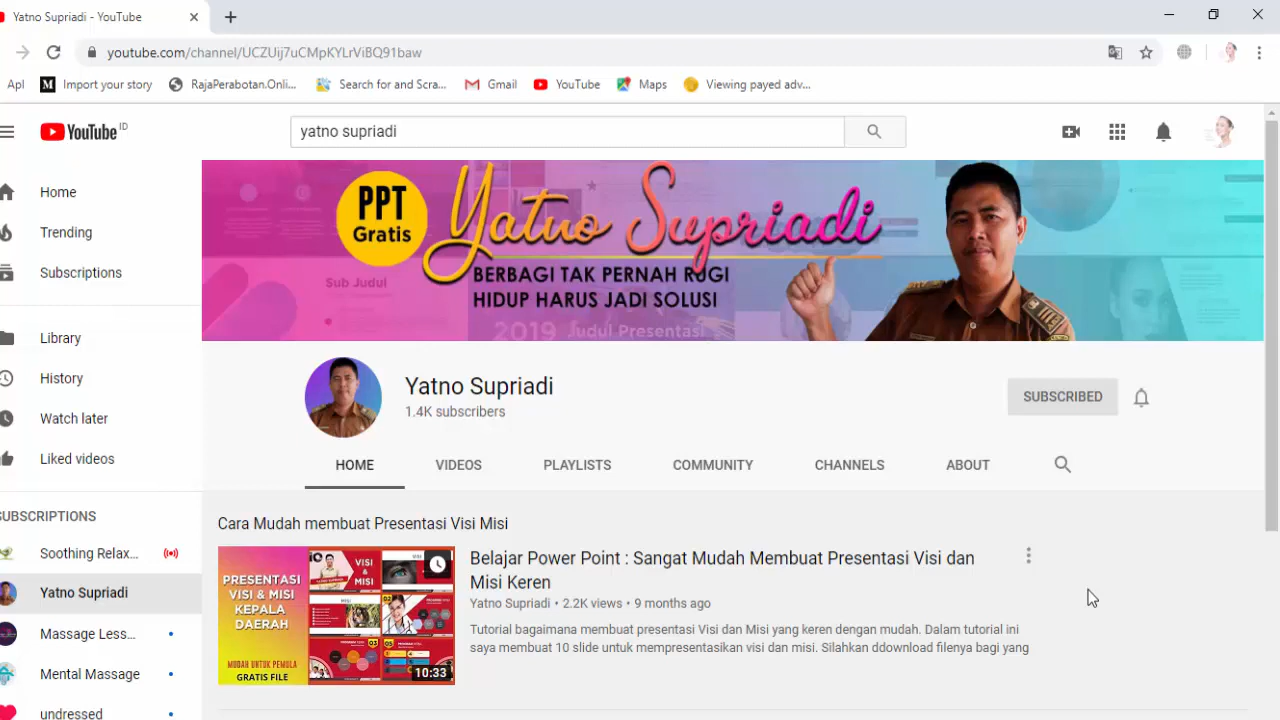 Yatno Supriadi - YouTube
youtube.com/channel/UCZUij7uCMpKYLrViBQ91baw
Apl
M Import your story
RajaPerabotan.Onli...
Search for and Scra...
Gmail
YouTube
Maps
Viewing payed adv...
YouTube ID
yatno supriadi
Home
Trending
Subscriptions
Library
History
Watch later
Liked videos
SUBSCRIPTIONS
Soothing Relax...
Yatno Supriadi
Massage Less...
Mental Massage
undressed
PPT
Gratis
Yatno Supriadi
BERBAGI TAK PERNAH RUGI
HIDUP HARUS JADI SOLUSI
Sub Judul
2019 Judul Presentasi
Yatno Supriadi
1.4K subscribers
SUBSCRIBED
HOME
VIDEOS
PLAYLISTS
COMMUNITY
CHANNELS
ABOUT
Cara Mudah membuat Presentasi Visi Misi
PRESENTASI
VISI & MISI
KEPALA
DAERAH
MUDAH UNTUK PEMULA
GRATIS FILE
VISI &
MISI
10:33
Belajar Power Point : Sangat Mudah Membuat Presentasi Visi dan
Misi Keren
Yatno Supriadi • 2.2K views • 9 months ago
Tutorial bagaimana membuat presentasi Visi dan Misi yang keren dengan mudah. Dalam tutorial ini
saya membuat 10 slide untuk mempresentasikan visi dan misi. Silahkan ddownload filenya bagi yang